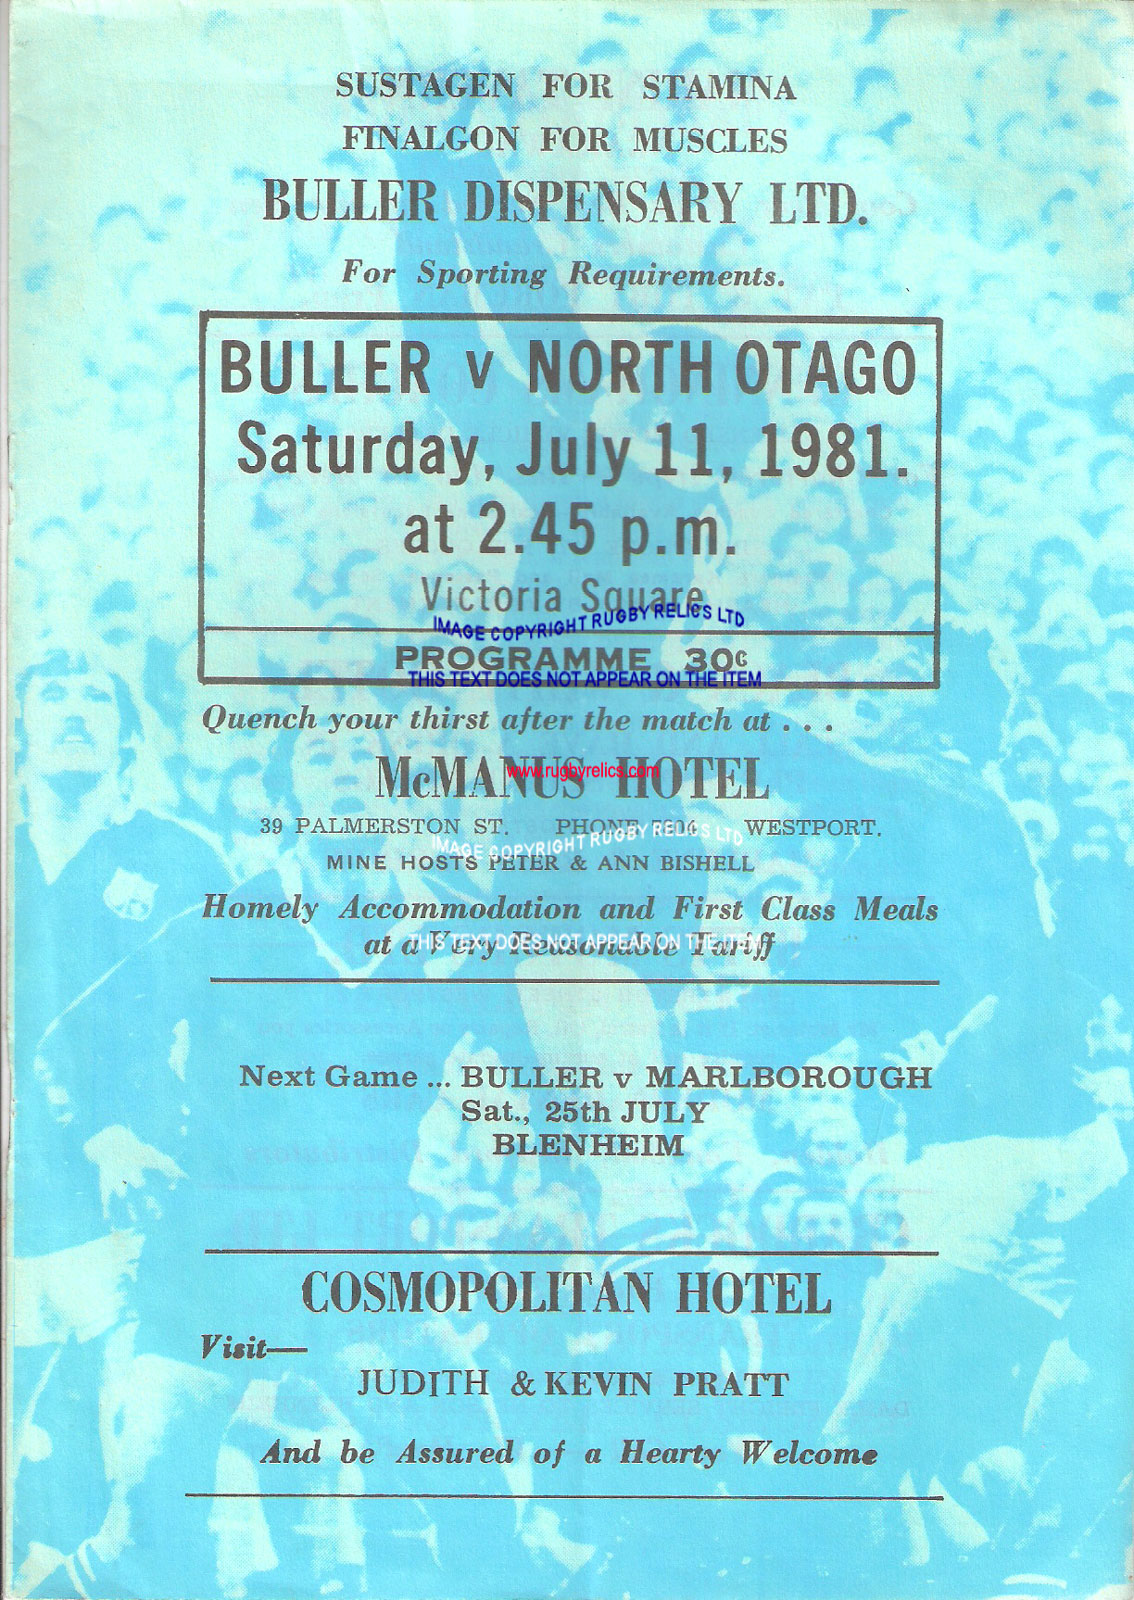 SUSTAGEN FOR STAMINA
FINALGON FOR MUSCLES
BULLER DISPENSARY LTD.
For Sporting Requirements.
BULLER v NORTH OTAGO
Saturday, July 11, 1981.
at 2.45 p.m.
Victoria Square
IMAGE COPYRIGHT RUGBY RELICS LTD
PROGRAMME 30c
THIS TEXT DOES NOT APPEAR ON THE ITEM
Quench your thirst after the match at . . .
McMANUS HOTEL
www.rugbyrelics.com
39 PALMERSTON ST. PHONE WESTPORT.
IMAGE COPYRIGHT RUGBY RELICS LTD
MINE HOSTS PETER & ANN BISHELL
Homely Accommodation and First Class Meals
at a Very Reasonable Tariff
THIS TEXT DOES NOT APPEAR ON THE ITEM
Next Game ... BULLER v MARLBOROUGH
Sat., 25th JULY
BLENHEIM
COSMOPOLITAN HOTEL
Visit—
JUDITH & KEVIN PRATT
And be Assured of a Hearty Welcome